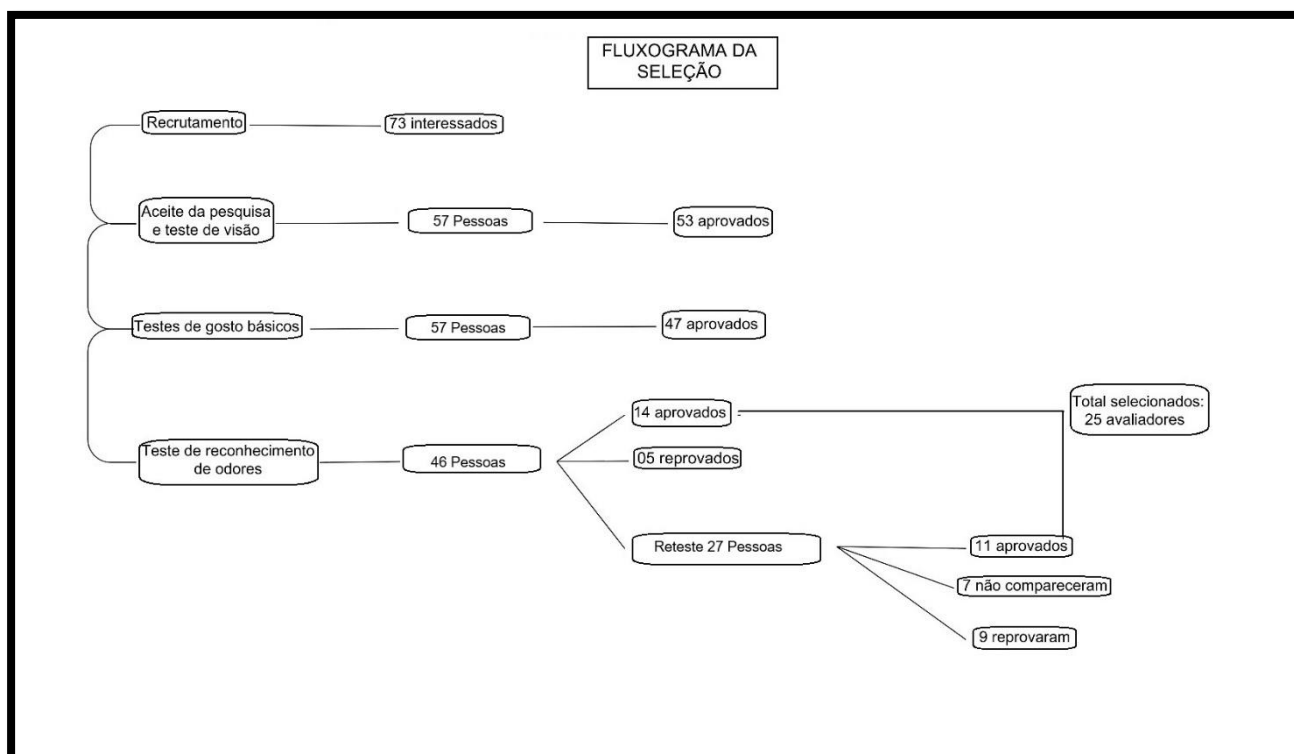 FLUXOGRAMA DA
SELEÇÃO
Recrutamento
73 interessados
Aceite da pesquisa
e teste de visão
57 Pessoas
53 aprovados
Testes de gosto básicos
57 Pessoas
47 aprovados
Teste de reconhecimento
de odores
46 Pessoas
14 aprovados
05 reprovados
Reteste 27 Pessoas
11 aprovados
7 não compareceram
9 reprovaram
Total selecionados:
25 avaliadores